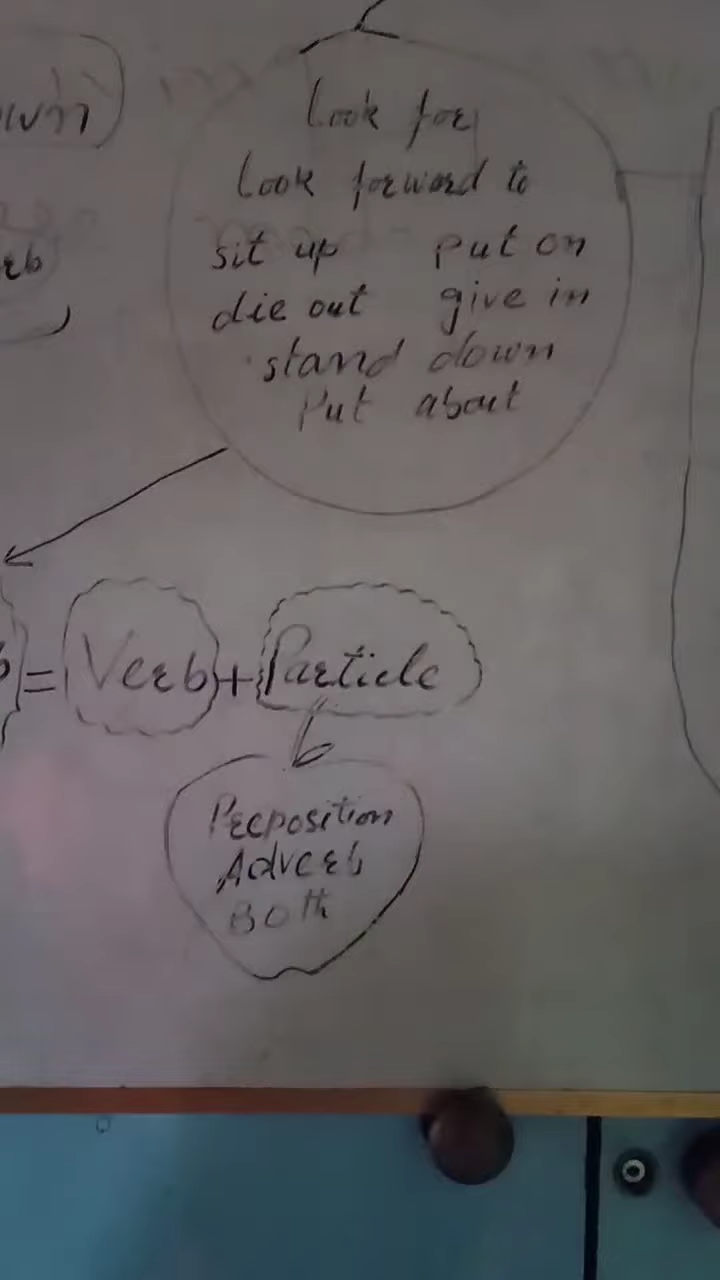 Look for
Look forward to
sit up put on
die out give in
stand down
Put about
= Verb + Particle
Preposition
Adverb
Both